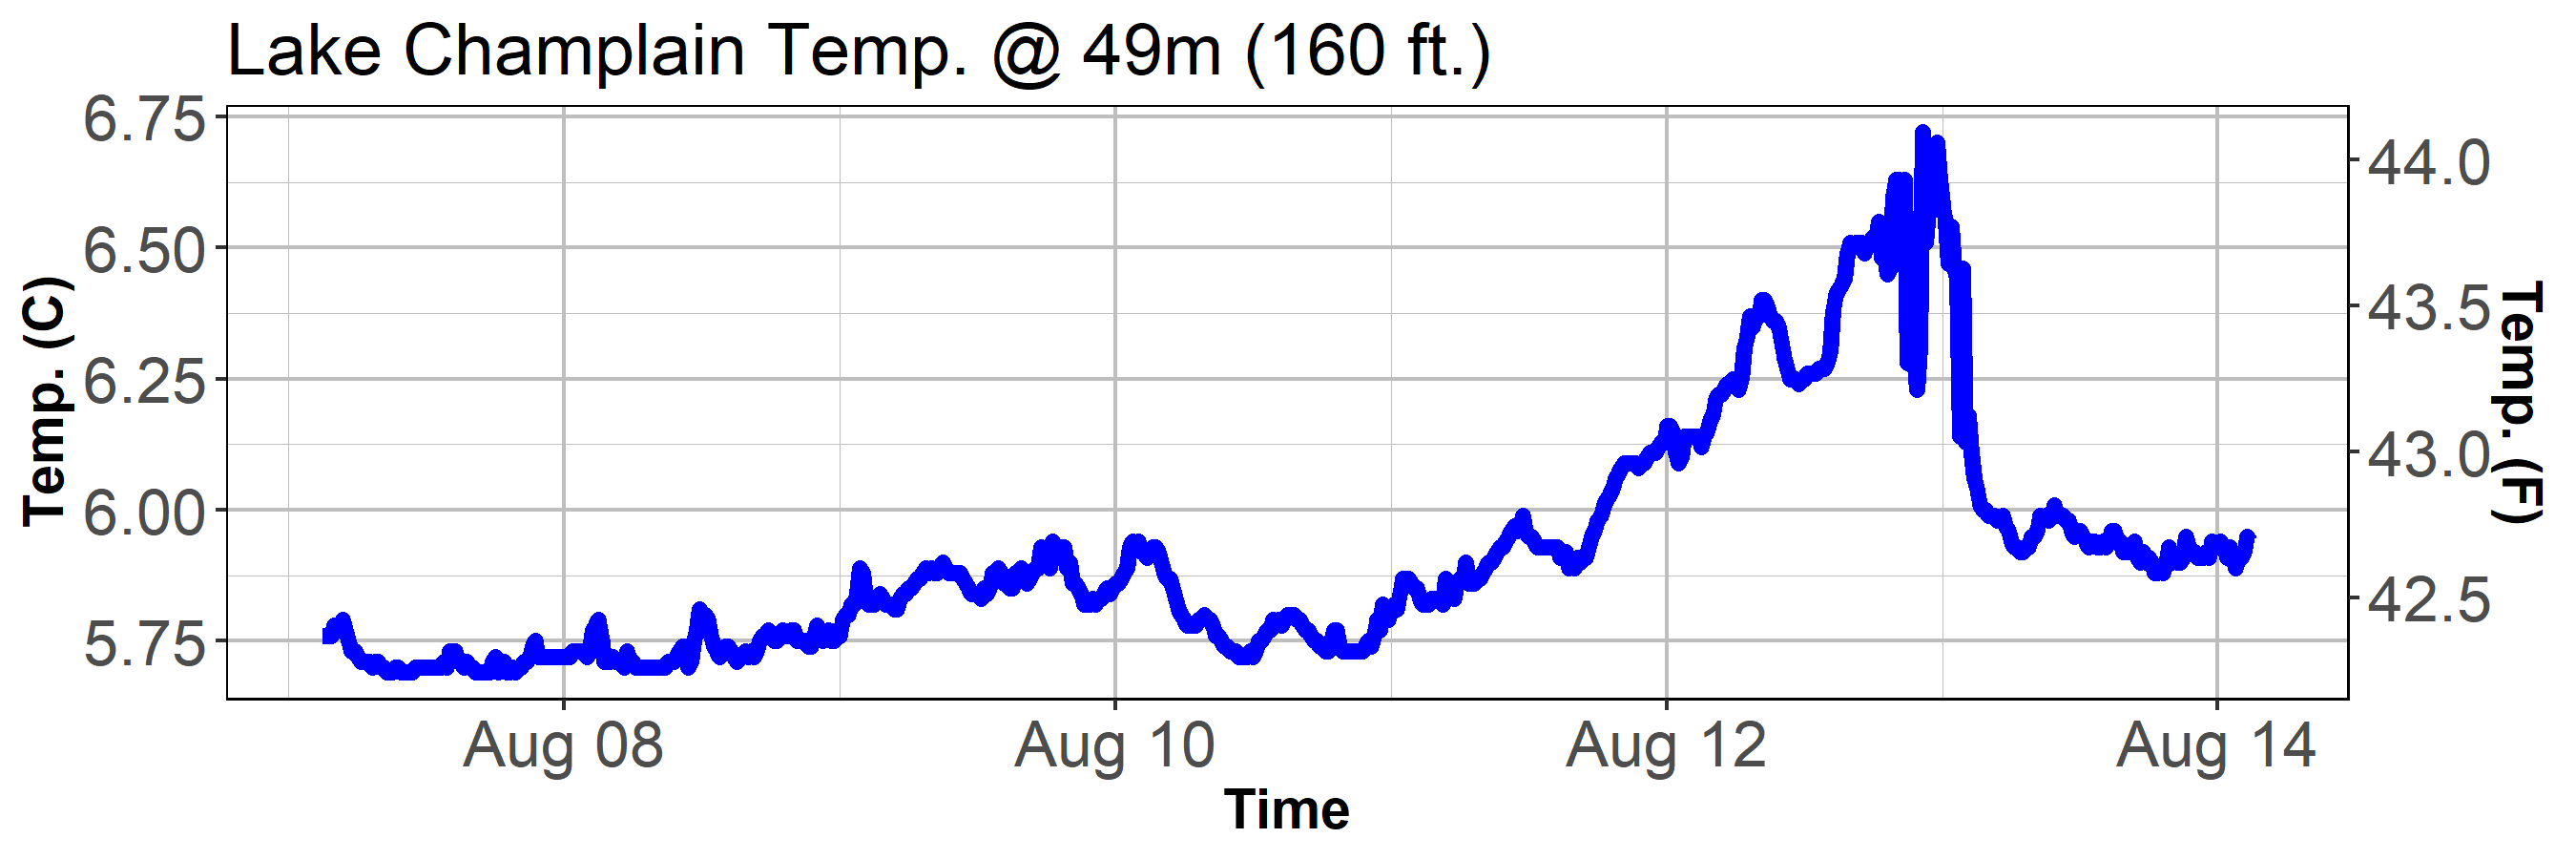 Lake Champlain Temp. @ 49m (160 ft.)
6.75
6.50
6.25
6.00
5.75
Temp. (C)
44.0
43.5
43.0
42.5
Temp. (F)
Aug 08
Aug 10
Aug 12
Aug 14
Time